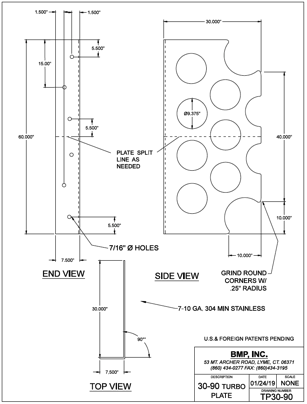 1.500"
1.500"
30.000"
5.500"
15.00"
5.500"
Ø9.375"
60.000"
PLATE SPLIT
LINE AS
NEEDED
40.000"
5.500"
7/16" Ø HOLES
7.500"
10.000"
END VIEW
SIDE VIEW
GRIND ROUND
CORNERS W/
.25" RADIUS
7.500"
30.000"
7-10 GA. 304 MIN STAINLESS
90°
TOP VIEW
U.S & FOREIGN PATENTS PENDING
BMP, INC.
53 MT. ARCHER ROAD, LYME, CT. 06371
(860) 434-0277 FAX: (860)434-3195
DESCRIPTION
DATE
SCALE
30-90 TURBO
PLATE
01/24/19
NONE
TP30-90